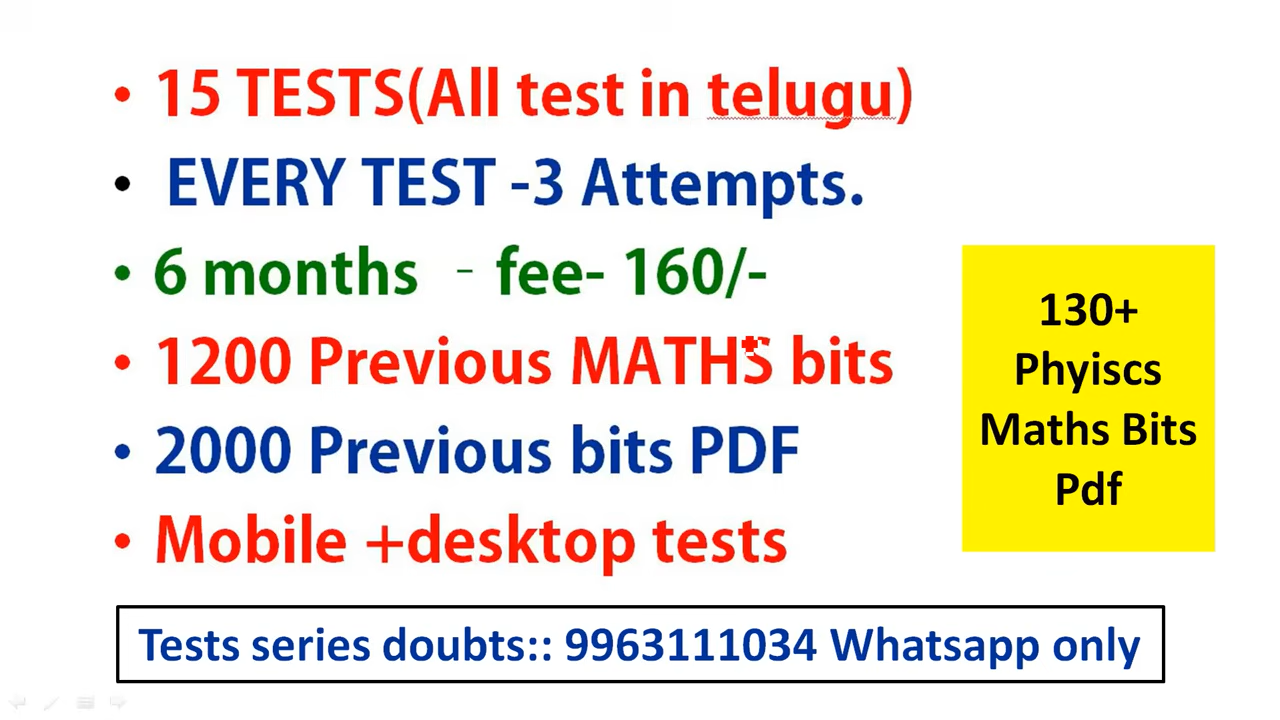 • 15 TESTS(All test in telugu)
• EVERY TEST -3 Attempts.
• 6 months - fee- 160/-
• 1200 Previous MATHS bits
• 2000 Previous bits PDF
• Mobile +desktop tests
130+
Phyiscs
Maths Bits
Pdf
Tests series doubts:: 9963111034 Whatsapp only